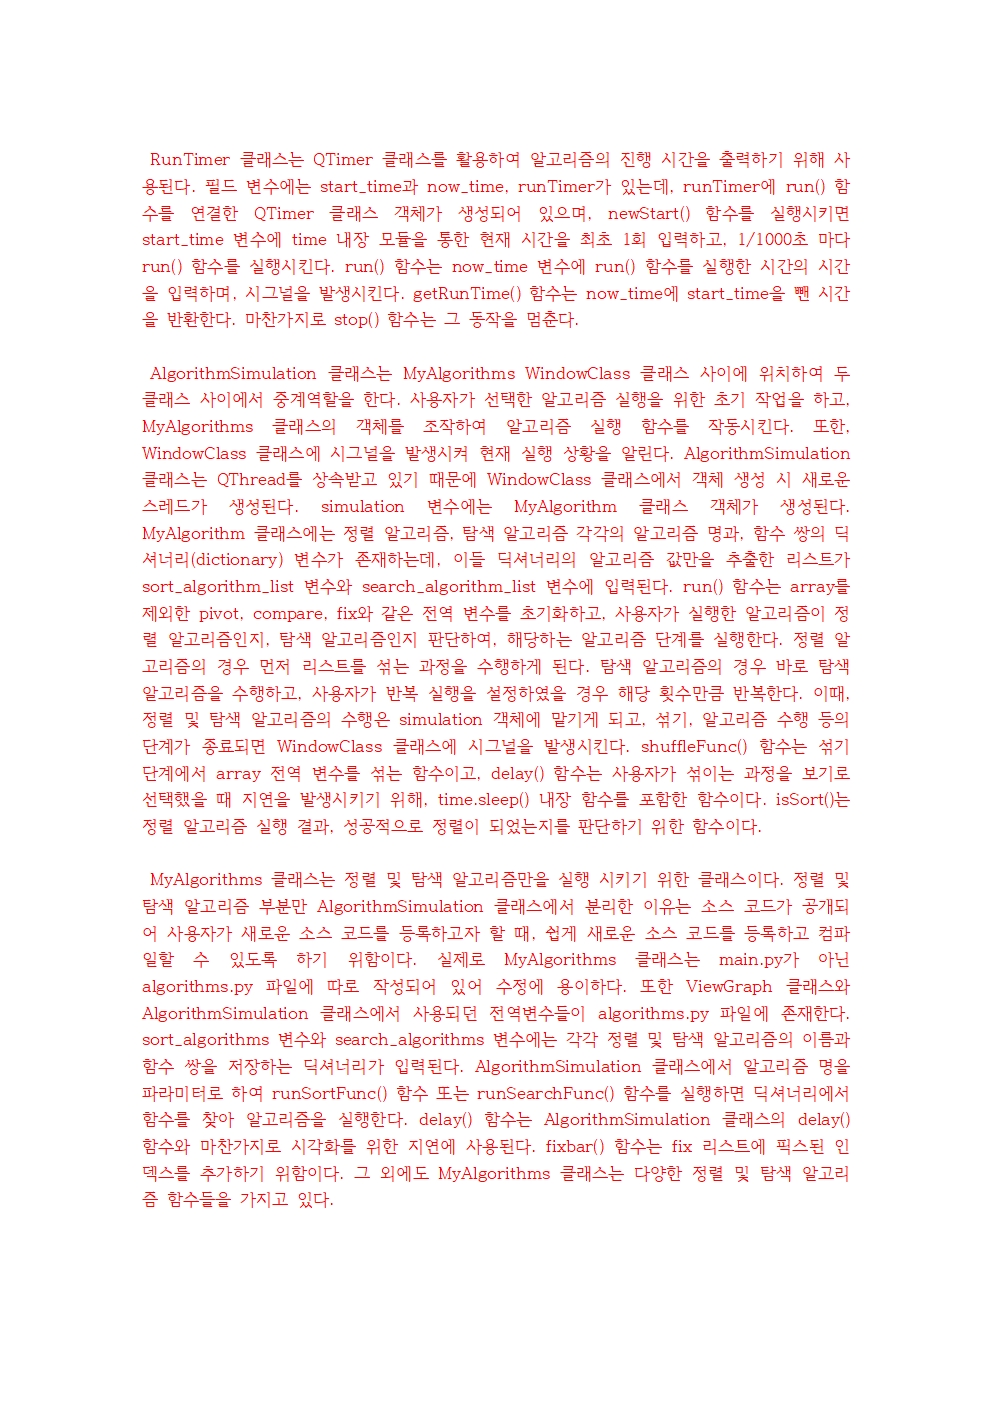 RunTimer 클래스는 QTimer 클래스를 활용하여 알고리즘의 진행 시간을 출력하기 위해 사
용된다. 필드 변수에는 start_time과 now_time, runTimer가 있는데, runTimer에 run() 함
수를 연결한 QTimer 클래스 객체가 생성되어 있으며, newStart() 함수를 실행시키면
start_time 변수에 time 내장 모듈을 통한 현재 시간을 최초 1회 입력하고, 1/1000초 마다
run() 함수를 실행시킨다. run() 함수는 now_time 변수에 run() 함수를 실행한 시간의 시간
을 입력하며, 시그널을 발생시킨다. getRunTime() 함수는 now_time에 start_time을 뺀 시간
을 반환한다. 마찬가지로 stop() 함수는 그 동작을 멈춘다.
AlgorithmSimulation 클래스는 MyAlgorithms WindowClass 클래스 사이에 위치하여 두
클래스 사이에서 중계역할을 한다. 사용자가 선택한 알고리즘 실행을 위한 초기 작업을 하고,
MyAlgorithms 클래스의 객체를 조작하여 알고리즘 실행 함수를 작동시킨다. 또한,
WindowClass 클래스에 시그널을 발생시켜 현재 실행 상황을 알린다. AlgorithmSimulation
클래스는 QThread를 상속받고 있기 때문에 WindowClass 클래스에서 객체 생성 시 새로운
스레드가 생성된다. simulation 변수에는 MyAlgorithm 클래스 객체가 생성된다.
MyAlgorithm 클래스에는 정렬 알고리즘, 탐색 알고리즘 각각의 알고리즘 명과, 함수 쌍의 딕
셔너리(dictionary) 변수가 존재하는데, 이들 딕셔너리의 알고리즘 값만을 추출한 리스트가
sort_algorithm_list 변수와 search_algorithm_list 변수에 입력된다. run() 함수는 array를
제외한 pivot, compare, fix와 같은 전역 변수를 초기화하고, 사용자가 실행한 알고리즘이 정
렬 알고리즘인지, 탐색 알고리즘인지 판단하여, 해당하는 알고리즘 단계를 실행한다. 정렬 알
고리즘의 경우 먼저 리스트를 섞는 과정을 수행하게 된다. 탐색 알고리즘의 경우 바로 탐색
알고리즘을 수행하고, 사용자가 반복 실행을 설정하였을 경우 해당 횟수만큼 반복한다. 이때,
정렬 및 탐색 알고리즘의 수행은 simulation 객체에 맡기게 되고, 섞기, 알고리즘 수행 등의
단계가 종료되면 WindowClass 클래스에 시그널을 발생시킨다. shuffleFunc() 함수는 섞기
단계에서 array 전역 변수를 섞는 함수이고, delay() 함수는 사용자가 섞이는 과정을 보기로
선택했을 때 지연을 발생시키기 위해, time.sleep() 내장 함수를 포함한 함수이다. isSort()는
정렬 알고리즘 실행 결과, 성공적으로 정렬이 되었는지를 판단하기 위한 함수이다.
MyAlgorithms 클래스는 정렬 및 탐색 알고리즘만을 실행 시키기 위한 클래스이다. 정렬 및
탐색 알고리즘 부분만 AlgorithmSimulation 클래스에서 분리한 이유는 소스 코드가 공개되
어 사용자가 새로운 소스 코드를 등록하고자 할 때, 쉽게 새로운 소스 코드를 등록하고 컴파
일할 수 있도록 하기 위함이다. 실제로 MyAlgorithms 클래스는 main.py가 아닌
algorithms.py 파일에 따로 작성되어 있어 수정에 용이하다. 또한 ViewGraph 클래스와
AlgorithmSimulation 클래스에서 사용되던 전역변수들이 algorithms.py 파일에 존재한다.
sort_algorithms 변수와 search_algorithms 변수에는 각각 정렬 및 탐색 알고리즘의 이름과
함수 쌍을 저장하는 딕셔너리가 입력된다. AlgorithmSimulation 클래스에서 알고리즘 명을
파라미터로 하여 runSortFunc() 함수 또는 runSearchFunc() 함수를 실행하면 딕셔너리에서
함수를 찾아 알고리즘을 실행한다. delay() 함수는 AlgorithmSimulation 클래스의 delay()
함수와 마찬가지로 시각화를 위한 지연에 사용된다. fixbar() 함수는 fix 리스트에 픽스된 인
덱스를 추가하기 위함이다. 그 외에도 MyAlgorithms 클래스는 다양한 정렬 및 탐색 알고리
즘 함수들을 가지고 있다.